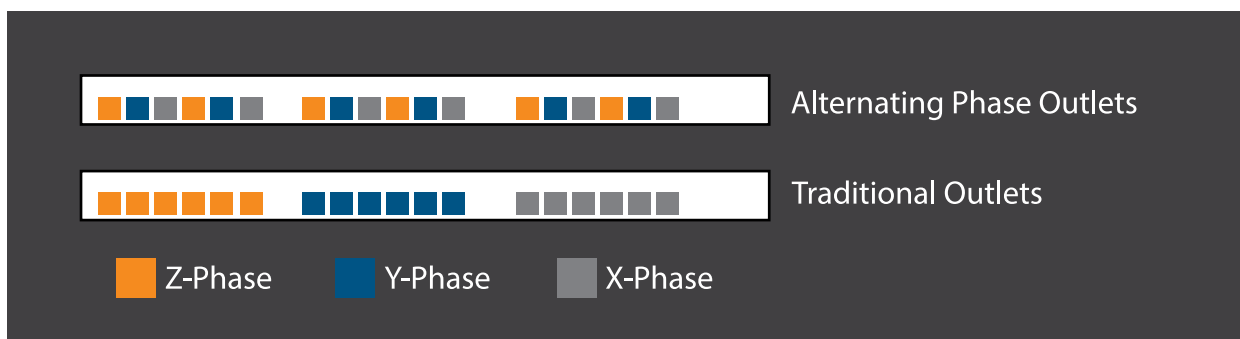 Alternating Phase Outlets
Traditional Outlets
Z-Phase
Y-Phase
X-Phase